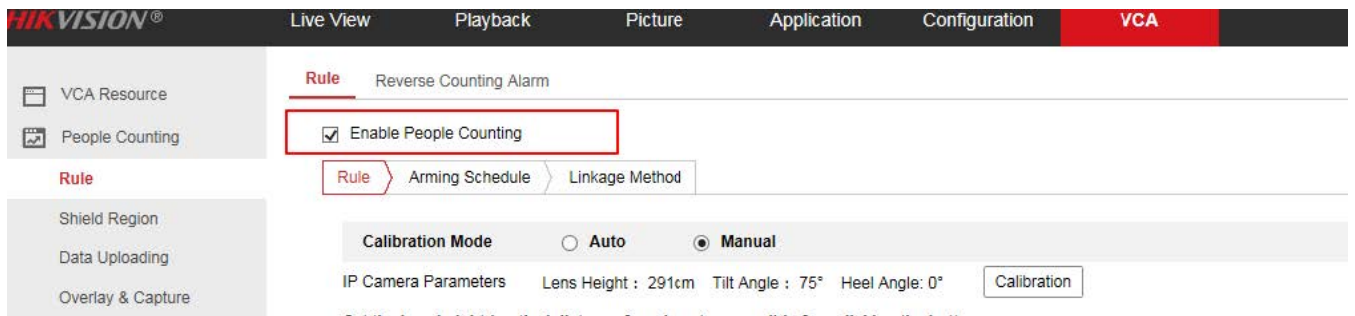 HIKVISION®
Live View Playback Picture Application Configuration VCA
VCA Resource
People Counting
Rule
Shield Region
Data Uploading
Overlay & Capture
Rule Reverse Counting Alarm
Enable People Counting
Rule Arming Schedule Linkage Method
Calibration Mode Auto Manual
IP Camera Parameters Lens Height : 291cm Tilt Angle : 75° Heel Angle: 0° Calibration